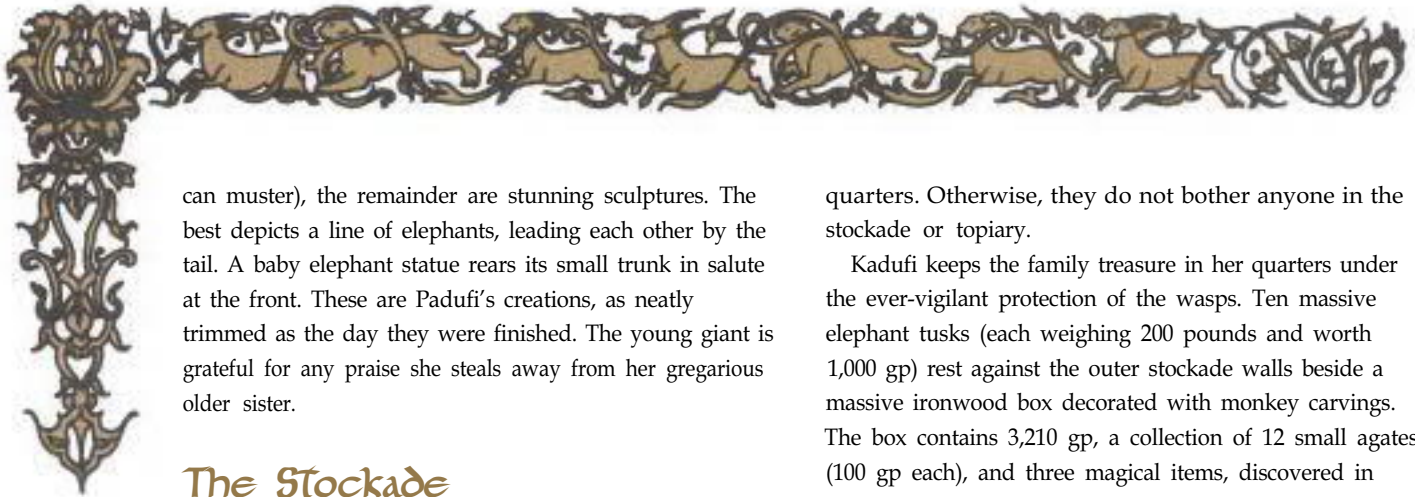 can muster), the remainder are stunning sculptures. The
best depicts a line of elephants, leading each other by the
tail. A baby elephant statue rears its small trunk in salute
at the front. These are Padufi’s creations, as neatly
trimmed as the day they were finished. The young giant is
grateful for any praise she steals away from her gregarious
older sister.
The Stockade
quarters. Otherwise, they do not bother anyone in the
stockade or topiary.
Kadufi keeps the family treasure in her quarters under
the ever-vigilant protection of the wasps. Ten massive
elephant tusks (each weighing 200 pounds and worth
1,000 gp) rest against the outer stockade walls beside a
massive ironwood box decorated with monkey carvings.
The box contains 3,210 gp, a collection of 12 small agates
(100 gp each), and three magical items, discovered in